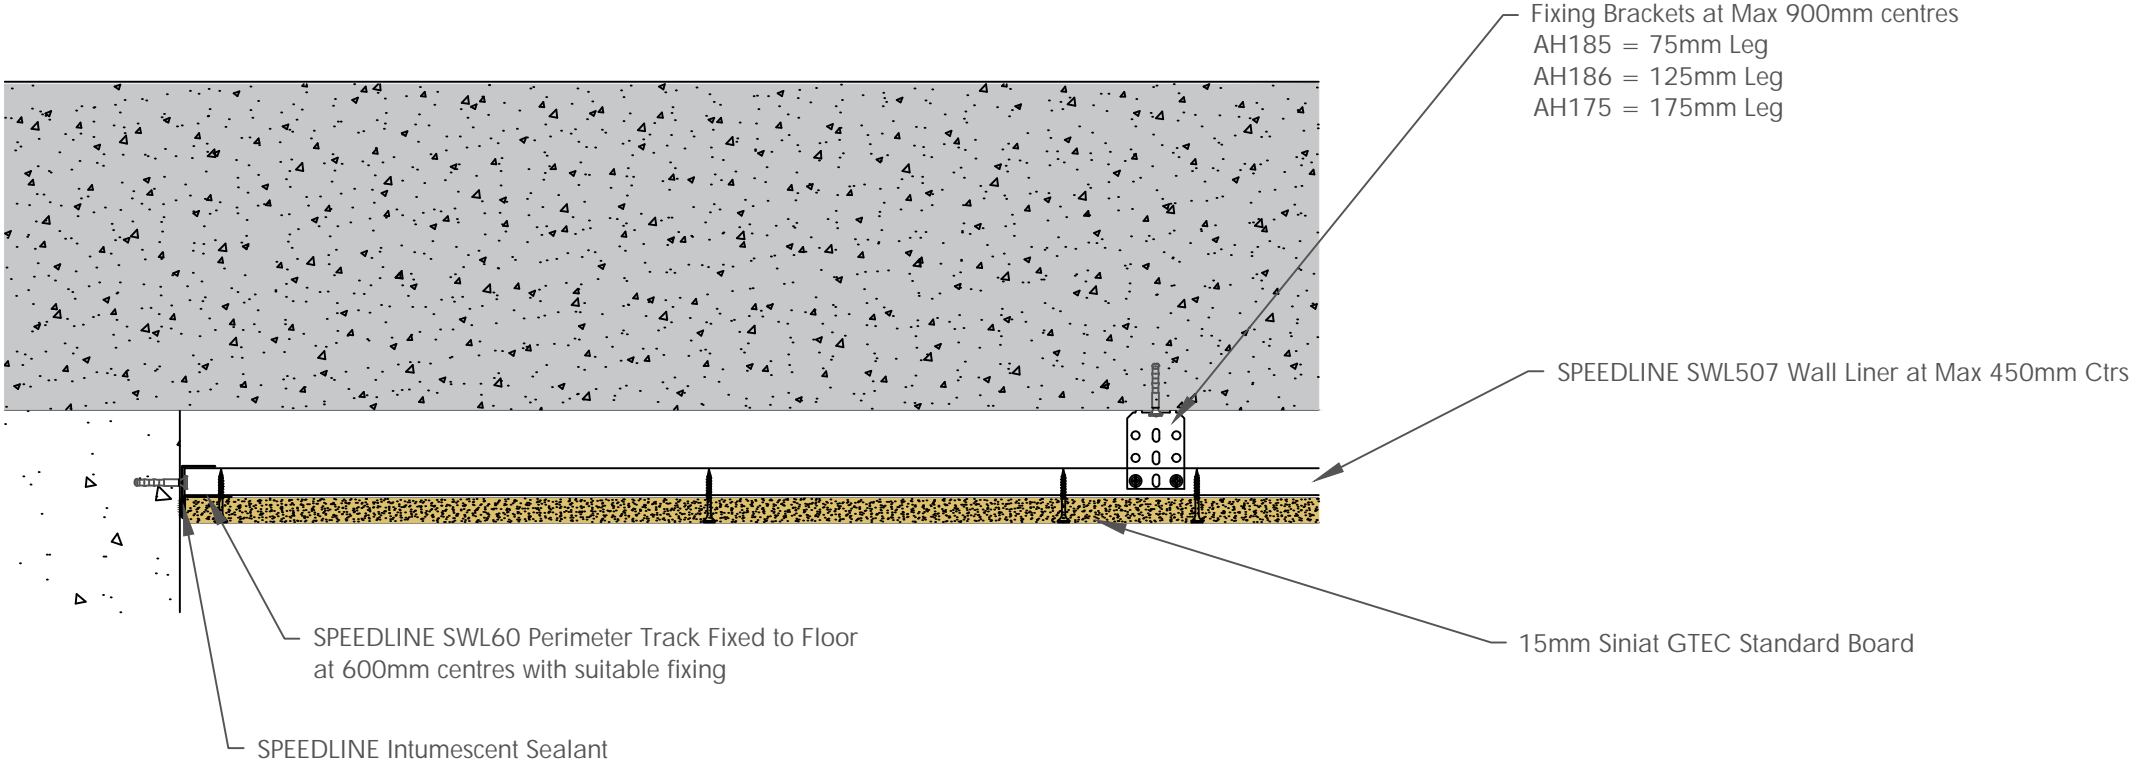 Fixing Brackets at Max 900mm centres
AH185 = 75mm Leg
AH186 = 125mm Leg
AH175 = 175mm Leg
SPEEDLINE SWL507 Wall Liner at Max 450mm Ctrs
SPEEDLINE SWL60 Perimeter Track Fixed to Floor
at 600mm centres with suitable fixing
15mm Siniat GTEC Standard Board
SPEEDLINE Intumescent Sealant